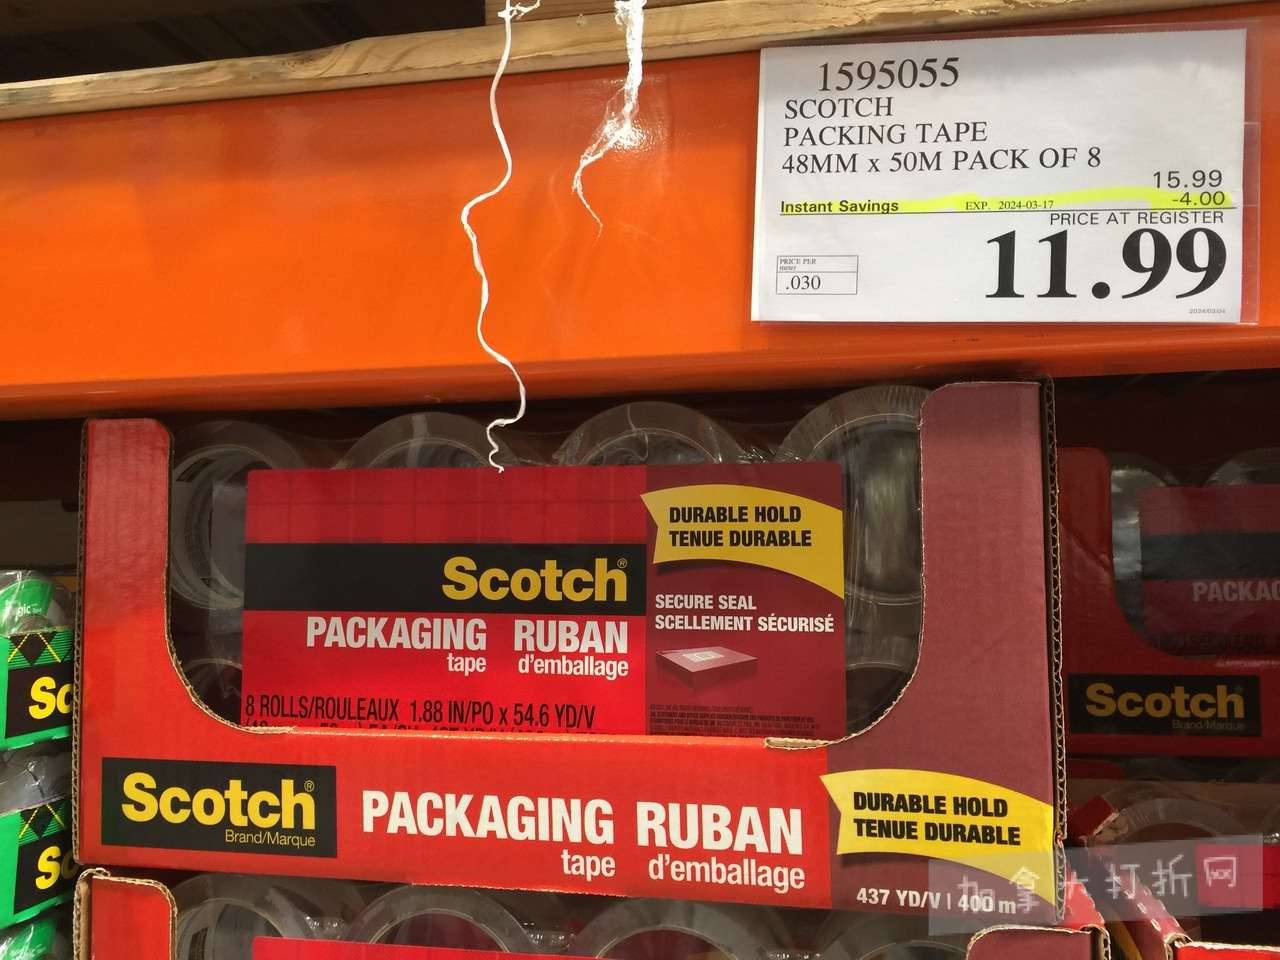 1595055
SCOTCH
PACKING TAPE
48MM x 50M PACK OF 8
15.99
Instant Savings EXP. 2024-03-17 -4.00
PRICE AT REGISTER
11.99
PRICE PER
meter
.030
2024/03/04
DURABLE HOLD
TENUE DURABLE
Scotch®
SECURE SEAL
SCELLEMENT SÉCURISÉ
PACKAGING RUBAN
tape d'emballage
8 ROLLS/ROULEAUX 1.88 IN/PO x 54.6 YD/V
Scotch®
Brand/Marque
PACKAGING RUBAN
tape d'emballage
DURABLE HOLD
TENUE DURABLE
437 YD/V | 400 m
PACKAG
Scotch
Brand/Marque
gic
Sc
Sc
加拿大打折网